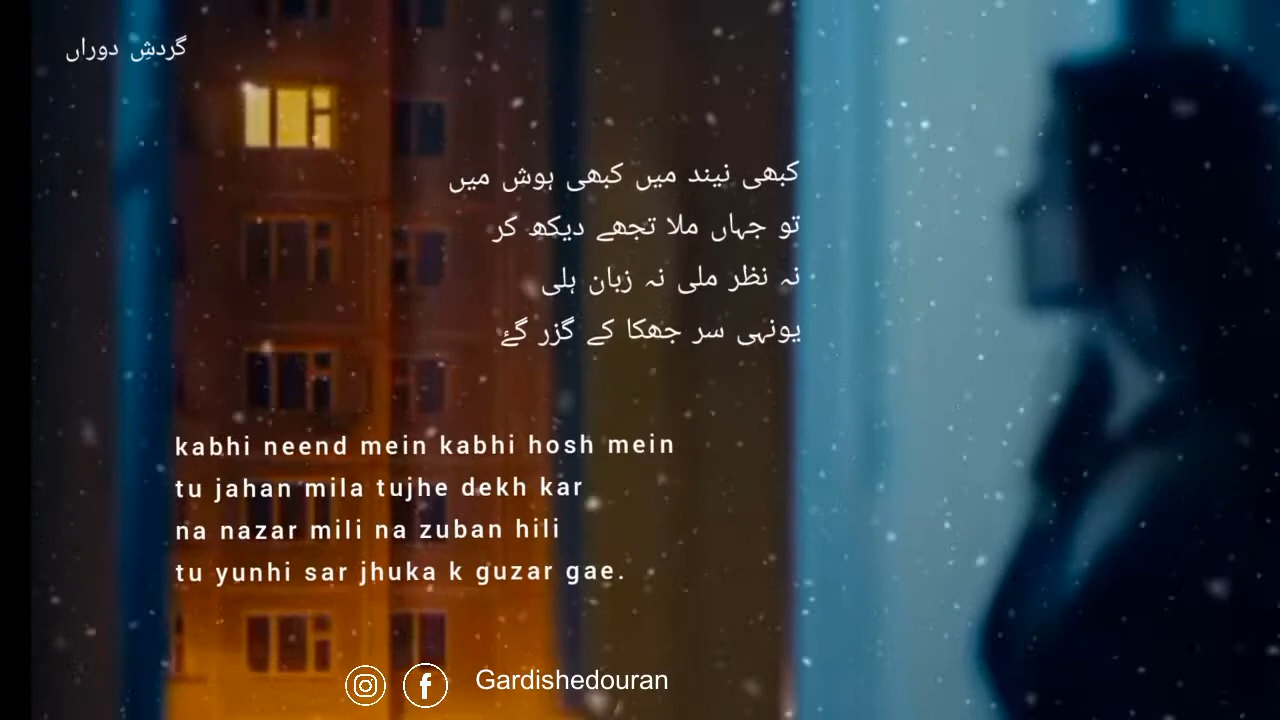 گردشِ دوراں
کبھی نیند میں کبھی ہوش میں
تو جہاں ملا تجھے دیکھ کر
نہ نظر ملی نہ زبان ہلی
یونہی سر جھکا کے گزر گۓ
kabhi neend mein kabhi hosh mein
tu jahan mila tujhe dekh kar
na nazar mili na zuban hili
tu yunhi sar jhuka k guzar gae.
Gardishedouran